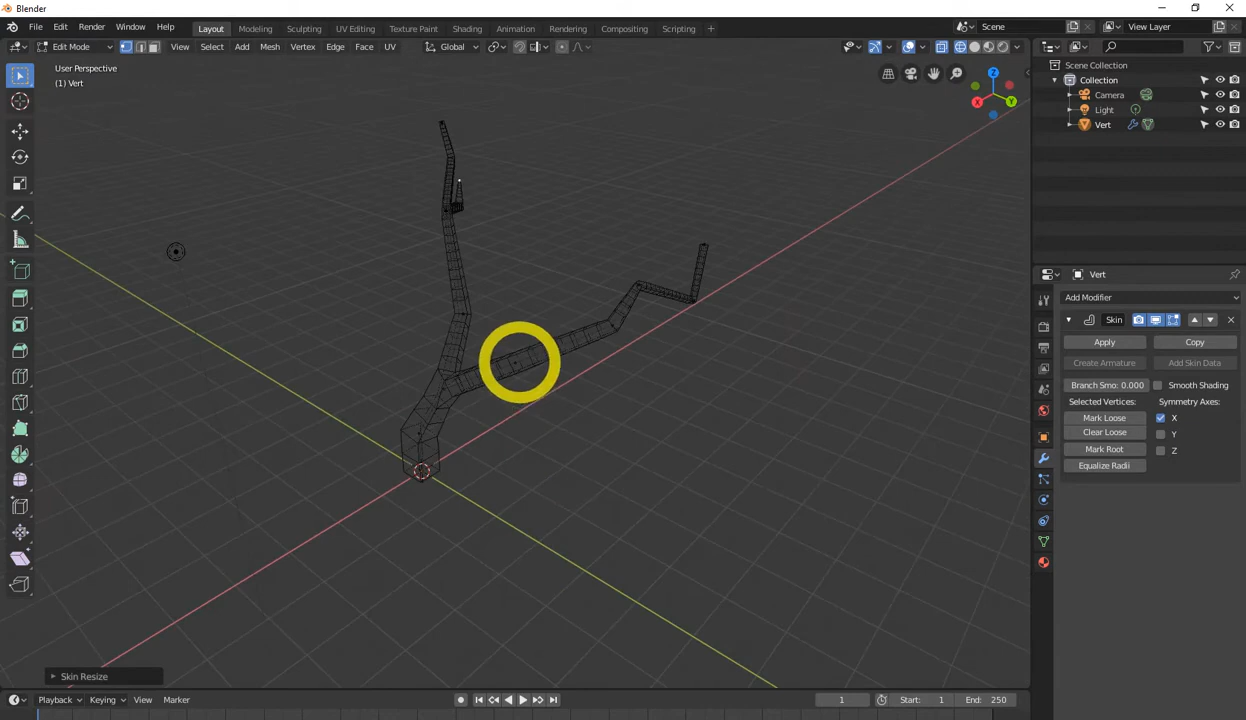 Blender
File Edit Render Window Help Layout Modeling Sculpting UV Editing Texture Paint Shading Animation Rendering Compositing Scripting + Scene View Layer
Edit Mode View Select Add Mesh Vertex Edge Face UV Global
User Perspective
(1) Vert
Z
X
Y
Scene Collection
Collection
Camera
Light
Vert
Vert
Add Modifier
Skin
Apply Copy
Create Armature Add Skin Data
Branch Smo: 0.000 Smooth Shading
Selected Vertices: Symmetry Axes:
Mark Loose X
Clear Loose Y
Mark Root Z
Equalize Radii
Skin Resize
Playback Keying View Marker 1 Start: 1 End: 250